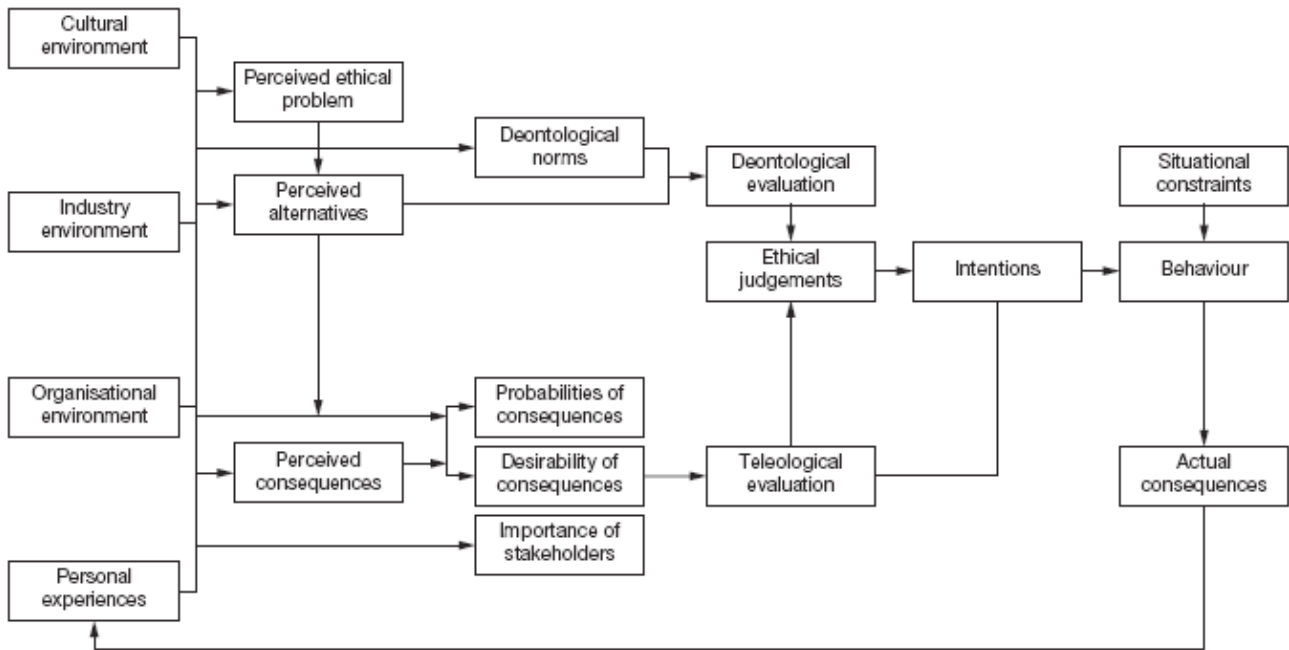 Cultural
environment
Perceived ethical
problem
Deontological
norms
Deontological
evaluation
Situational
constraints
Industry
environment
Perceived
alternatives
Ethical
judgements
Intentions
Behaviour
Organisational
environment
Probabilities of
consequences
Perceived
consequences
Desirability of
consequences
Teleological
evaluation
Actual
consequences
Importance of
stakeholders
Personal
experiences